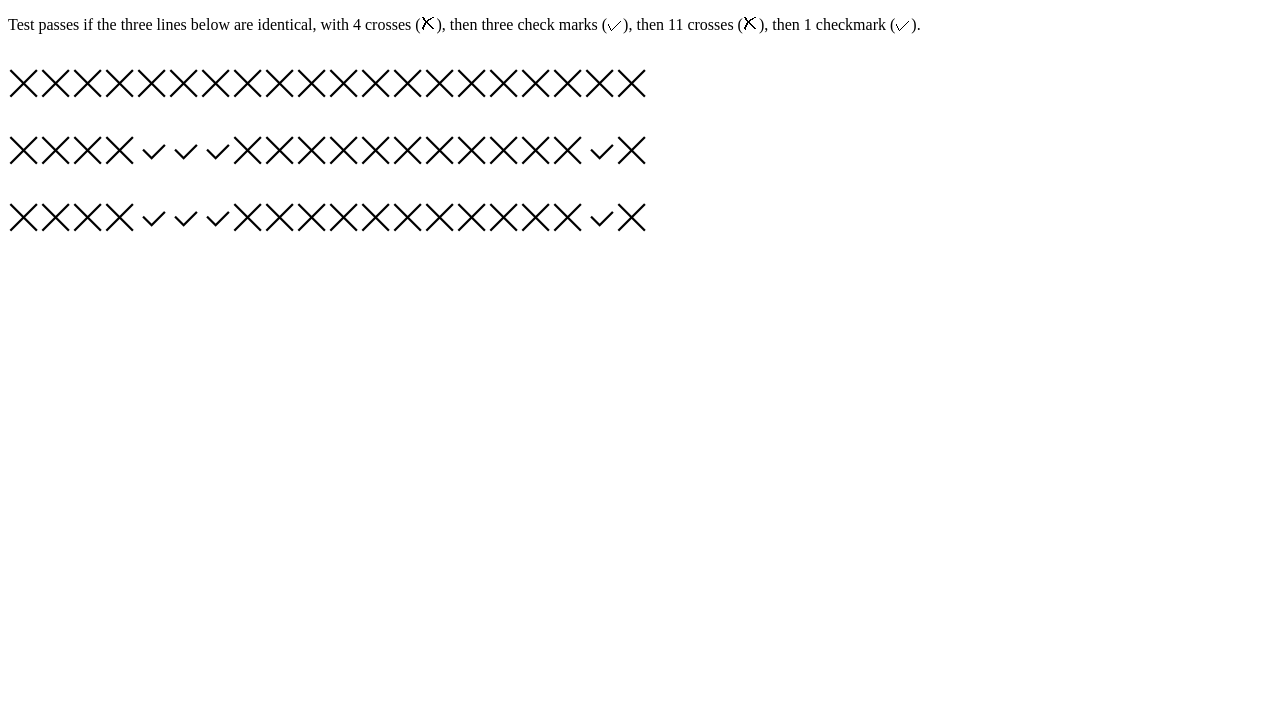 Test passes if the three lines below are identical, with 4 crosses (✗), then three check marks (✓), then 11 crosses (✗), then 1 checkmark (✓).
✗✗✗✗✗✗✗✗✗✗✗✗✗✗✗✗✗✗✗✗
✗✗✗✗✓✓✓✗✗✗✗✗✗✗✗✗✗✗✓✗
✗✗✗✗✓✓✓✗✗✗✗✗✗✗✗✗✗✗✓✗